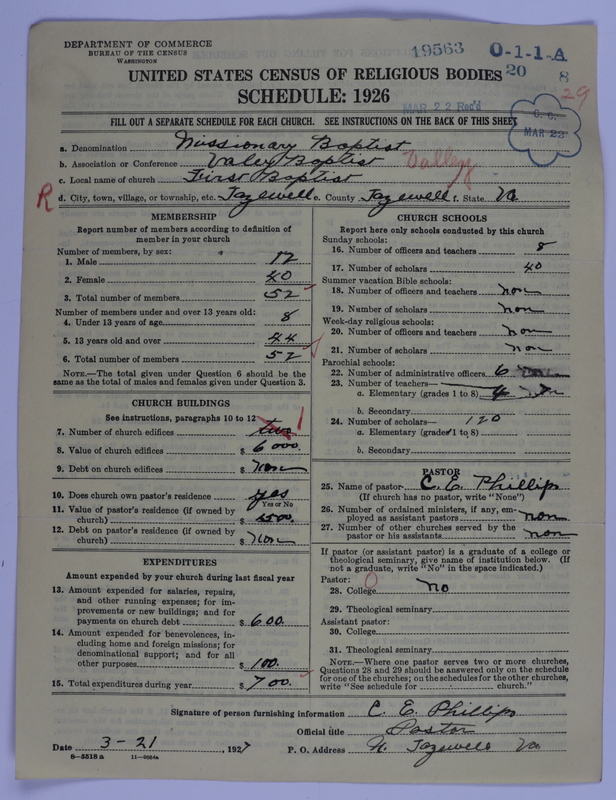 DEPARTMENT OF COMMERCE
BUREAU OF THE CENSUS
WASHINGTON
19563 O-1-1-A
20 8
29
UNITED STATES CENSUS OF RELIGIOUS BODIES
SCHEDULE: 1926
MAR 22 Rec'd
FILL OUT A SEPARATE SCHEDULE FOR EACH CHURCH. SEE INSTRUCTIONS ON THE BACK OF THIS SHEET
MAR 23
a. Denomination Missionary Baptist
b. Association or Conference Valey Baptist Valley
c. Local name of church First Baptist
R d. City, town, village, or township, etc. Tazewell e. County Tazewell f. State Va
MEMBERSHIP
Report number of members according to definition of
member in your church
Number of members, by sex:
1. Male 12
2. Female 40
3. Total number of members 52
Number of members under and over 13 years old:
4. Under 13 years of age 8
5. 13 years old and over 44
6. Total number of members 52
NOTE.—The total given under Question 6 should be the
same as the total of males and females given under Question 3.
CHURCH BUILDINGS
See instructions, paragraphs 10 to 12
7. Number of church edifices two 1
8. Value of church edifices $ 6000.
9. Debt on church edifices $ non
10. Does church own pastor's residence yes
Yes or No
11. Value of pastor's residence (if owned by
church) $ 500.
12. Debt on pastor's residence (if owned by
church) $ non
EXPENDITURES
Amount expended by your church during last fiscal year
13. Amount expended for salaries, repairs,
and other running expenses; for im-
provements or new buildings; and for
payments on church debt $ 600.
14. Amount expended for benevolences, in-
cluding home and foreign missions; for
denominational support; and for all
other purposes $ 100.
15. Total expenditures during year $ 700.
CHURCH SCHOOLS
Report here only schools conducted by this church
Sunday schools:
16. Number of officers and teachers 8
17. Number of scholars 40
Summer vacation Bible schools:
18. Number of officers and teachers non
19. Number of scholars non
Week-day religious schools:
20. Number of officers and teachers non
21. Number of scholars non
Parochial schools:
22. Number of administrative officers 6
23. Number of teachers—
a. Elementary (grades 1 to 8) 4
b. Secondary
24. Number of scholars— 120
a. Elementary (grades 1 to 8)
b. Secondary
PASTOR
25. Name of pastor C. E. Phillips
(If church has no pastor, write "None")
26. Number of ordained ministers, if any, em-
ployed as assistant pastors non
27. Number of other churches served by the
pastor or his assistants non
If pastor (or assistant pastor) is a graduate of a college or
theological seminary, give name of institution below. (If
not a graduate, write "No" in the space indicated.)
Pastor:
28. College 0 no
29. Theological seminary
Assistant pastor:
30. College
31. Theological seminary
NOTE.—Where one pastor serves two or more churches,
Questions 28 and 29 should be answered only on the schedule
for one of the churches; on the schedules for the other churches,
write "See schedule for church."
Signature of person furnishing information C. E. Phillips
Official title Pastor
Date 3-21, 1927 P. O. Address N. Tazewell Va
8-5518 a 11-9024a